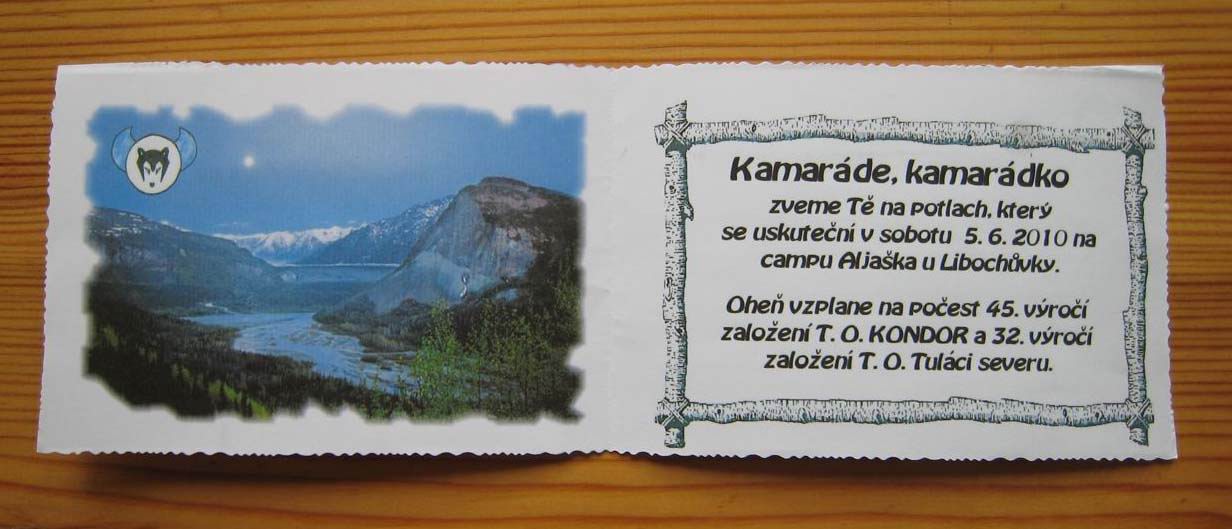 Kamaráde, kamarádko
zveme Tě na potlach, který
se uskuteční v sobotu 5. 6. 2010 na
campu Aljaška u Libochůvky.
Oheň vzplane na počest 45. výročí
založení T. O. KONDOR a 32. výročí
založení T. O. Tuláci severu.